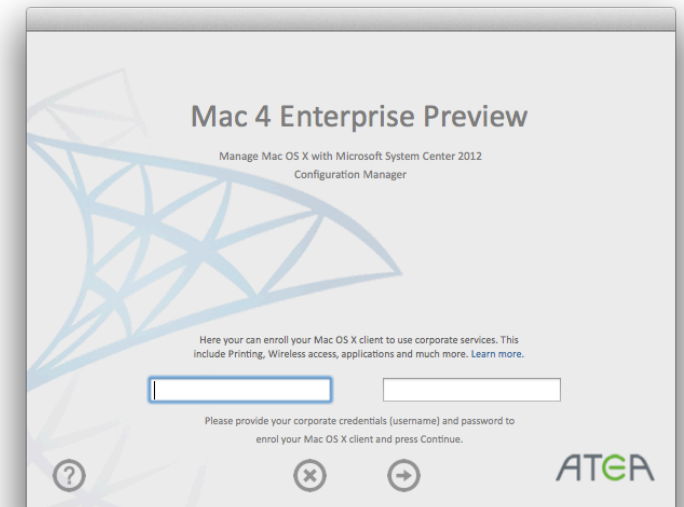 Mac 4 Enterprise Preview
Manage Mac OS X with Microsoft System Center 2012
Configuration Manager
Here your can enroll your Mac OS X client to use corporate services. This
include Printing, Wireless access, applications and much more. Learn more.
Please provide your corporate credentials (username) and password to
enrol your Mac OS X client and press Continue.
?
ATEA